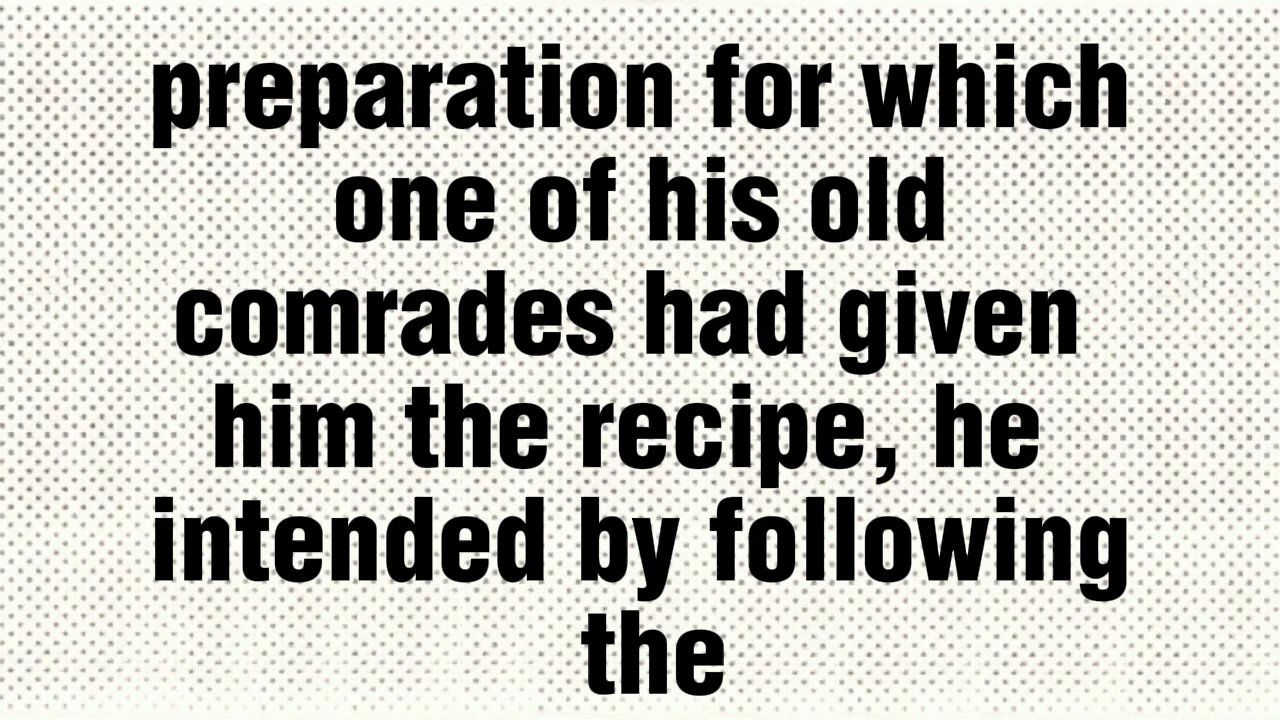 preparation for which
one of his old
comrades had given
him the recipe, he
intended by following
the